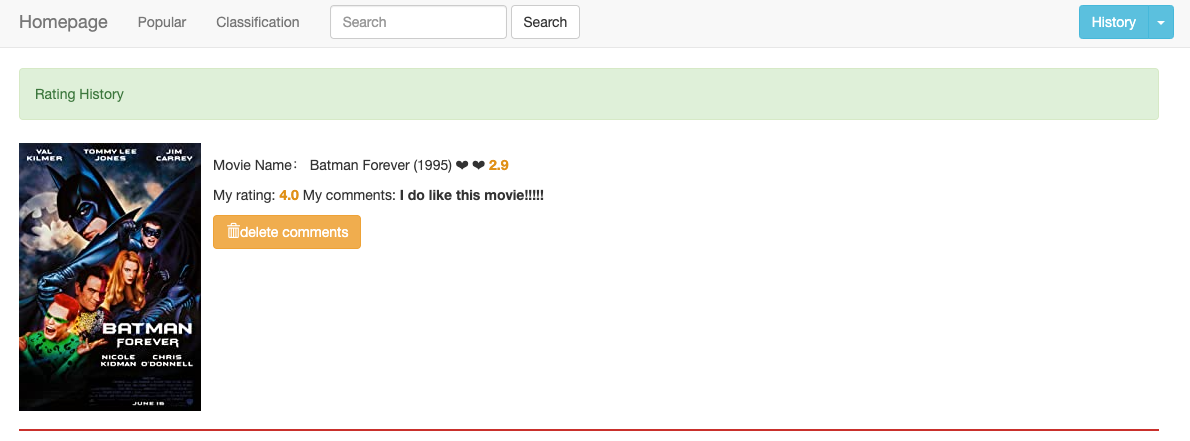 Homepage Popular Classification Search Search History
Rating History
VAL KILMER TOMMY LEE JONES JIM CARREY
Movie Name： Batman Forever (1995) ❤ ❤ 2.9
My rating: 4.0 My comments: I do like this movie!!!!!
delete comments
BATMAN
FOREVER
NICOLE KIDMAN CHRIS O'DONNELL
JUNE 16